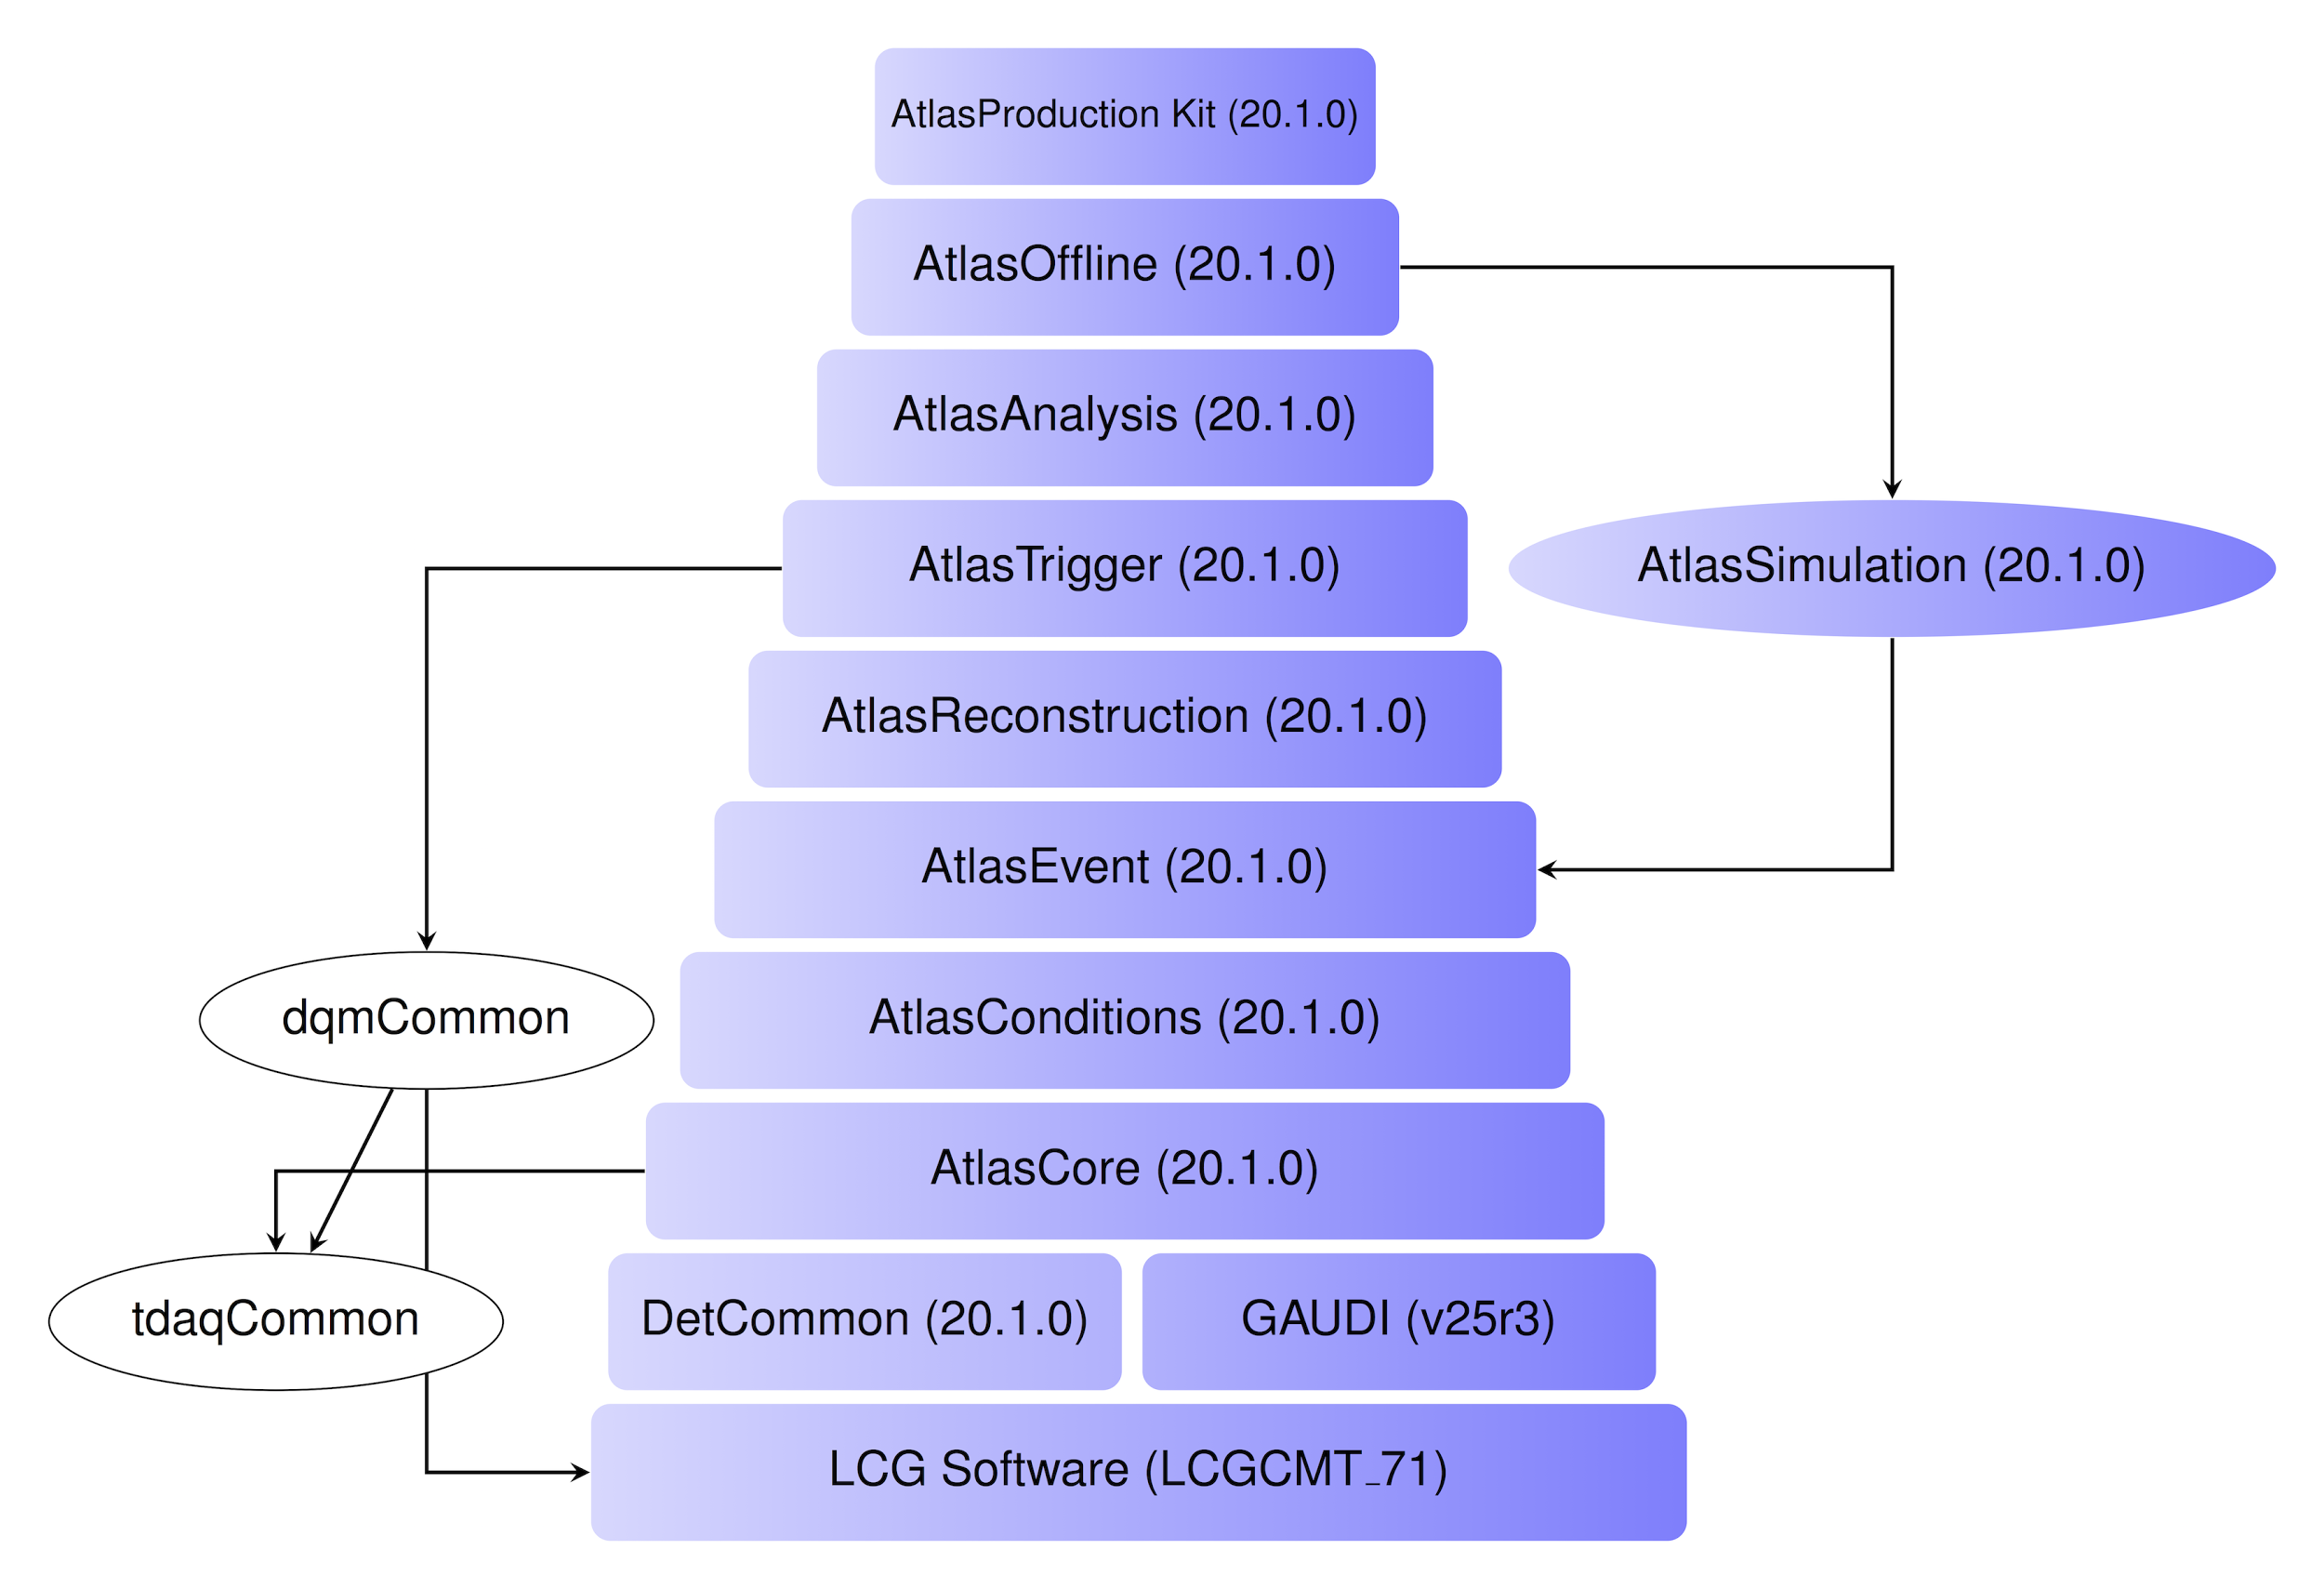 AtlasProduction Kit (20.1.0)
AtlasOffline (20.1.0)
AtlasAnalysis (20.1.0)
AtlasTrigger (20.1.0)
AtlasSimulation (20.1.0)
AtlasReconstruction (20.1.0)
AtlasEvent (20.1.0)
dqmCommon
AtlasConditions (20.1.0)
AtlasCore (20.1.0)
tdaqCommon
DetCommon (20.1.0)
GAUDI (v25r3)
LCG Software (LCGCMT_71)